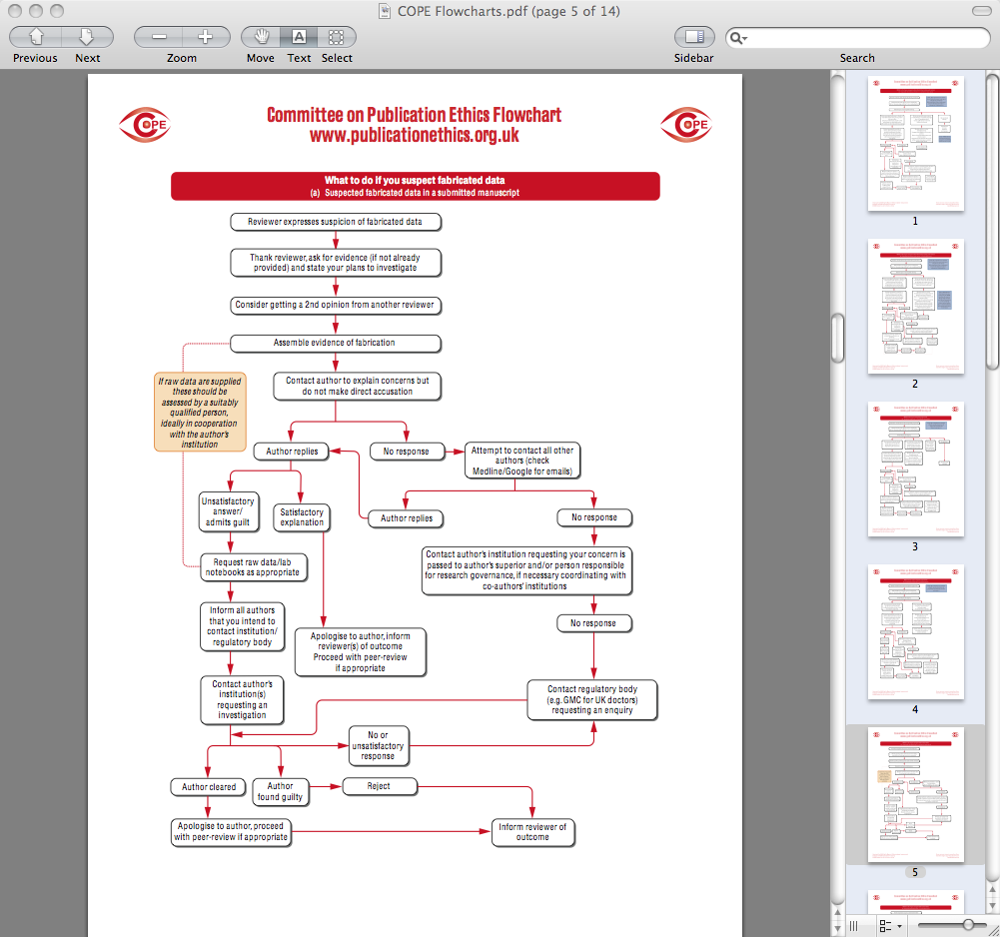 COPE Flowcharts.pdf (page 5 of 14)
Previous
Next
Zoom
Move
Text
Select
Sidebar
Search
COPE
Committee on Publication Ethics Flowchart
www.publicationethics.org.uk
COPE
What to do if you suspect fabricated data
(a) Suspected fabricated data in a submitted manuscript
Reviewer expresses suspicion of fabricated data
Thank reviewer, ask for evidence (if not already
provided) and state your plans to investigate
Consider getting a 2nd opinion from another reviewer
Assemble evidence of fabrication
If raw data are supplied
these should be
assessed by a suitably
qualified person,
ideally in cooperation
with the author's
institution
Contact author to explain concerns but
do not make direct accusation
Author replies
No response
Attempt to contact all other
authors (check
Medline/Google for emails)
Unsatisfactory
answer/
admits guilt
Satisfactory
explanation
Author replies
No response
Request raw data/lab
notebooks as appropriate
Contact author's institution requesting your concern is
passed to author's superior and/or person responsible
for research governance, if necessary coordinating with
co-authors' institutions
Inform all authors
that you intend to
contact institution/
regulatory body
Apologise to author, inform
reviewer(s) of outcome
Proceed with peer-review
if appropriate
No response
Contact author's
institution(s)
requesting an
investigation
Contact regulatory body
(e.g. GMC for UK doctors)
requesting an enquiry
No or
unsatisfactory
response
Author cleared
Author
found guilty
Reject
Apologise to author, proceed
with peer-review if appropriate
Inform reviewer of
outcome
1
2
3
4
5